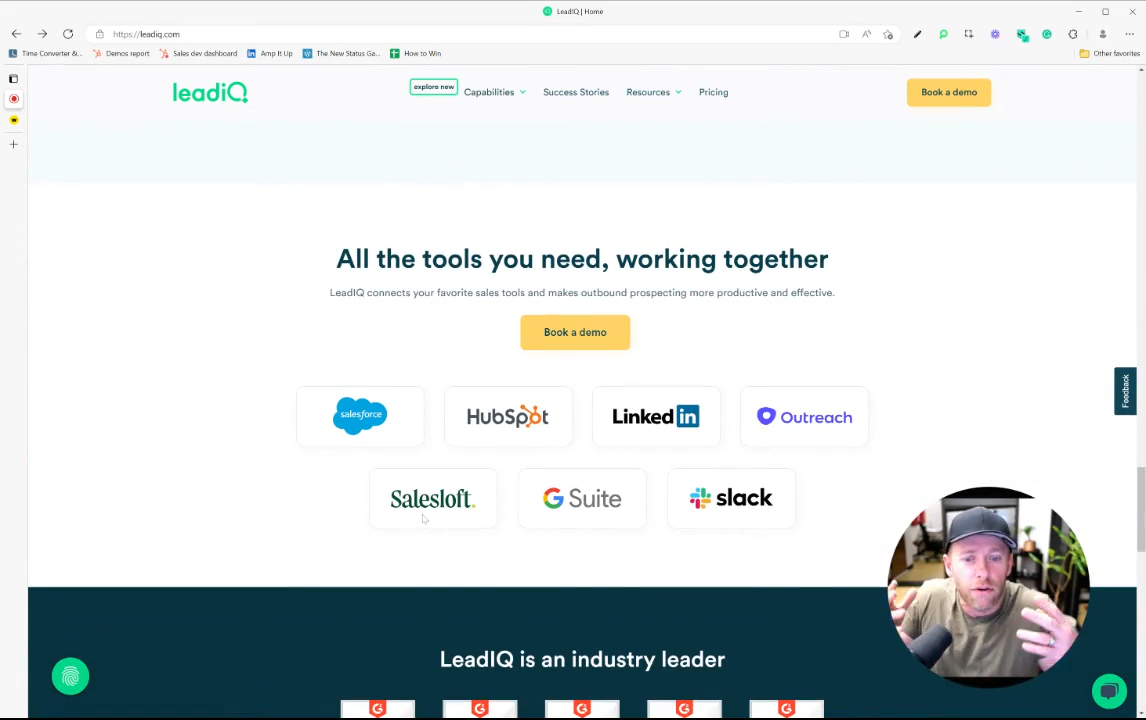 LeadIQ | Home
https://leadiq.com
Time Converter &...
Demos report
Sales dev dashboard
Amp It Up
The New Status Ga...
How to Win
Other favorites
leadiQ
explore new
Capabilities
Success Stories
Resources
Pricing
Book a demo
All the tools you need, working together
LeadIQ connects your favorite sales tools and makes outbound prospecting more productive and effective.
Book a demo
salesforce
HubSpot
Linked in
Outreach
Feedback
Salesloft.
G Suite
slack
LeadIQ is an industry leader